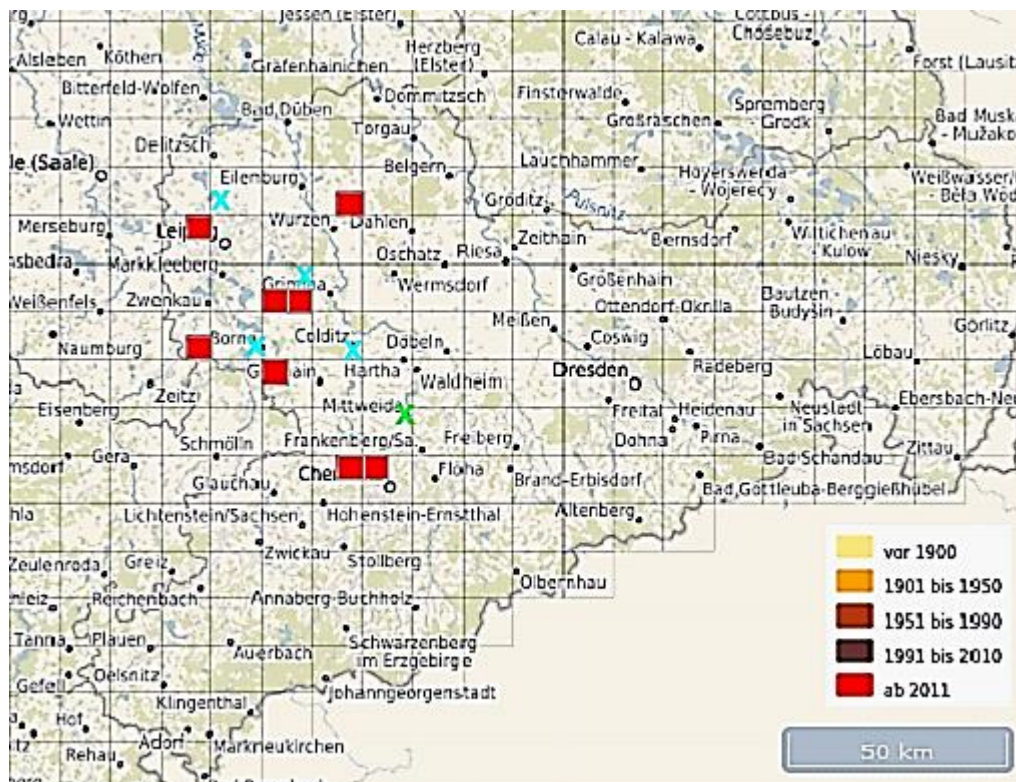 Jessen (Elster)
Cottbus -
Chóśebuz
Alsleben
Köthen
Herzberg
(Elster)
Calau - Kalawa
Gräfenhainichen
Forst (Lausit
Bitterfeld-Wolfen
Dommitzsch
Finsterwalde
Spremberg
- Grodk
Wettin
Bad Düben
Torgau
Großräschen
Bad Musk
- Mužako
Delitzsch
Lauchhammer
le (Saale)
Eilenburg
Belgern
Hoyerswerda
- Wojerecy
Weißwasser/
- Běła Wod
Gröditz
Pulsnitz
Merseburg
Wurzen
Dahlen
Zeithain
Bernsdorf
Wittichenau
- Kulow
Leip
g
Oschatz
Riesa
Niesky
Markkleeberg
Wermsdorf
Großenhain
Weißenfels
Zwenkau
Ottendorf-Okrilla
Bautzen -
Budyšin
Meißen
Görlitz
Naumburg
Borna
Colditz
Döbeln
Coswig
Löbau
Hartha
Waldheim
Dresden
Radeberg
Zeitz
Eisenberg
Mittweida
Freital
Heidenau
Neustadt
in Sachsen
Ebersbach-Neu
Schmölln
Frankenberg/Sa.
Freiberg
Dohna
Pirna
Zittau
msdorf
Gera
Bad Schandau
Che
Flöha
Brand-Erbisdorf
Glauchau
Bad Gottleuba-Berggießhübel
hla
Lichtenstein/Sachsen
Hohenstein-Ernstthal
Altenberg
Zwickau
Stollberg
vor 1900
Zeulenroda
Greiz
Olbernhau
1901 bis 1950
hleiz
Reichenbach
Annaberg-Buchholz
1951 bis 1990
Tanna
Plauen
Auerbach
Schwarzenberg
im Erzgebirge
1991 bis 2010
Gefell
Oelsnitz
ab 2011
Klingenthal
Johanngeorgenstadt
Hof
Adorf
Markneukirchen
Rehau
50 km